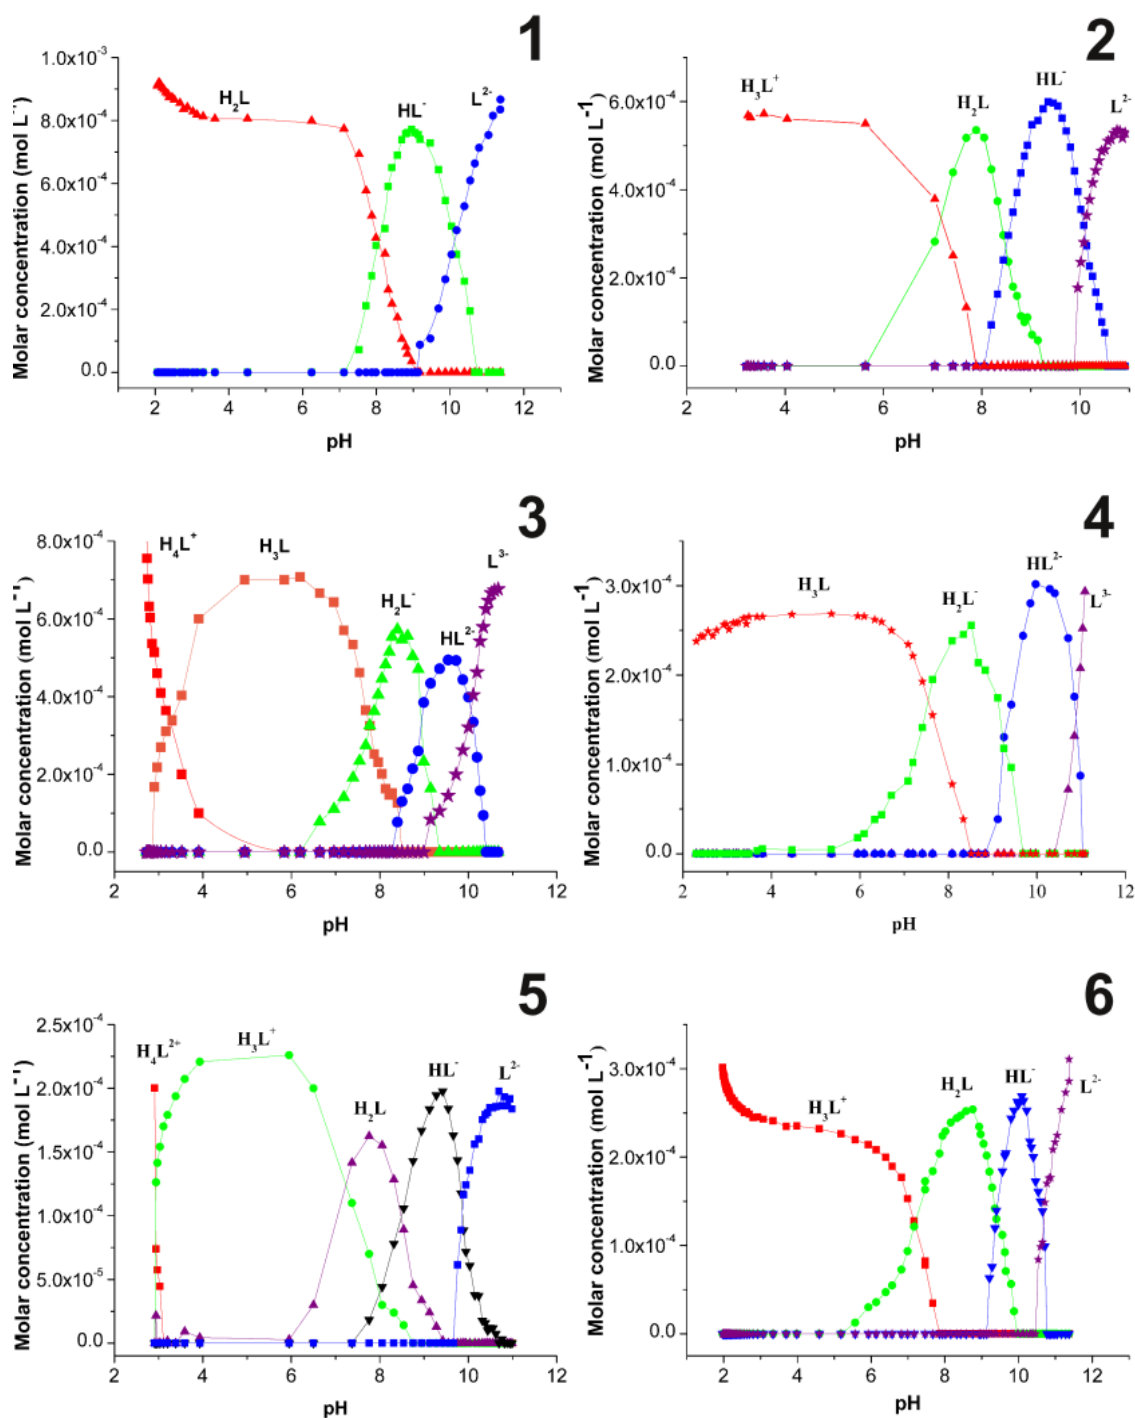 1
1.0x10⁻³
8.0x10⁻⁴
6.0x10⁻⁴
4.0x10⁻⁴
2.0x10⁻⁴
0.0
H₂L
HL⁻
L²⁻
2 4 6 8 10 12
pH
Molar concentration (mol L⁻¹)
2
6.0x10⁻⁴
4.0x10⁻⁴
2.0x10⁻⁴
0.0
H₃L⁺
H₂L
HL⁻
L²⁻
2 4 6 8 10
pH
Molar concentration (mol L⁻¹)
3
8.0x10⁻⁴
6.0x10⁻⁴
4.0x10⁻⁴
2.0x10⁻⁴
0.0
H₄L⁺
H₃L
H₂L⁻
HL²⁻
L³⁻
2 4 6 8 10 12
pH
Molar concentration (mol L⁻¹)
4
3.0x10⁻⁴
2.0x10⁻⁴
1.0x10⁻⁴
0.0
H₃L
H₂L⁻
HL²⁻
L³⁻
4 6 8 10 12
pH
Molar concentration (mol L⁻¹)
5
2.5x10⁻⁴
2.0x10⁻⁴
1.5x10⁻⁴
1.0x10⁻⁴
5.0x10⁻⁵
0.0
H₄L²⁺
H₃L⁺
H₂L
HL⁻
L²⁻
2 4 6 8 10 12
pH
Molar concentration (mol L⁻¹)
6
3.0x10⁻⁴
2.0x10⁻⁴
1.0x10⁻⁴
0.0
H₃L⁺
H₂L
HL⁻
L²⁻
2 4 6 8 10 12
pH
Molar concentration (mol L⁻¹)